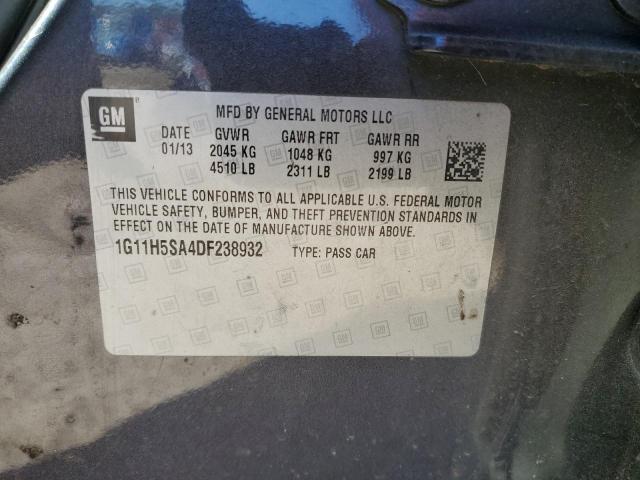 GM
MFD BY GENERAL MOTORS LLC
DATE GVWR GAWR FRT GAWR RR
01/13 2045 KG 1048 KG 997 KG
4510 LB 2311 LB 2199 LB
THIS VEHICLE CONFORMS TO ALL APPLICABLE U.S. FEDERAL MOTOR
VEHICLE SAFETY, BUMPER, AND THEFT PREVENTION STANDARDS IN
EFFECT ON THE DATE OF MANUFACTURE SHOWN ABOVE.
1G11H5SA4DF238932 TYPE: PASS CAR